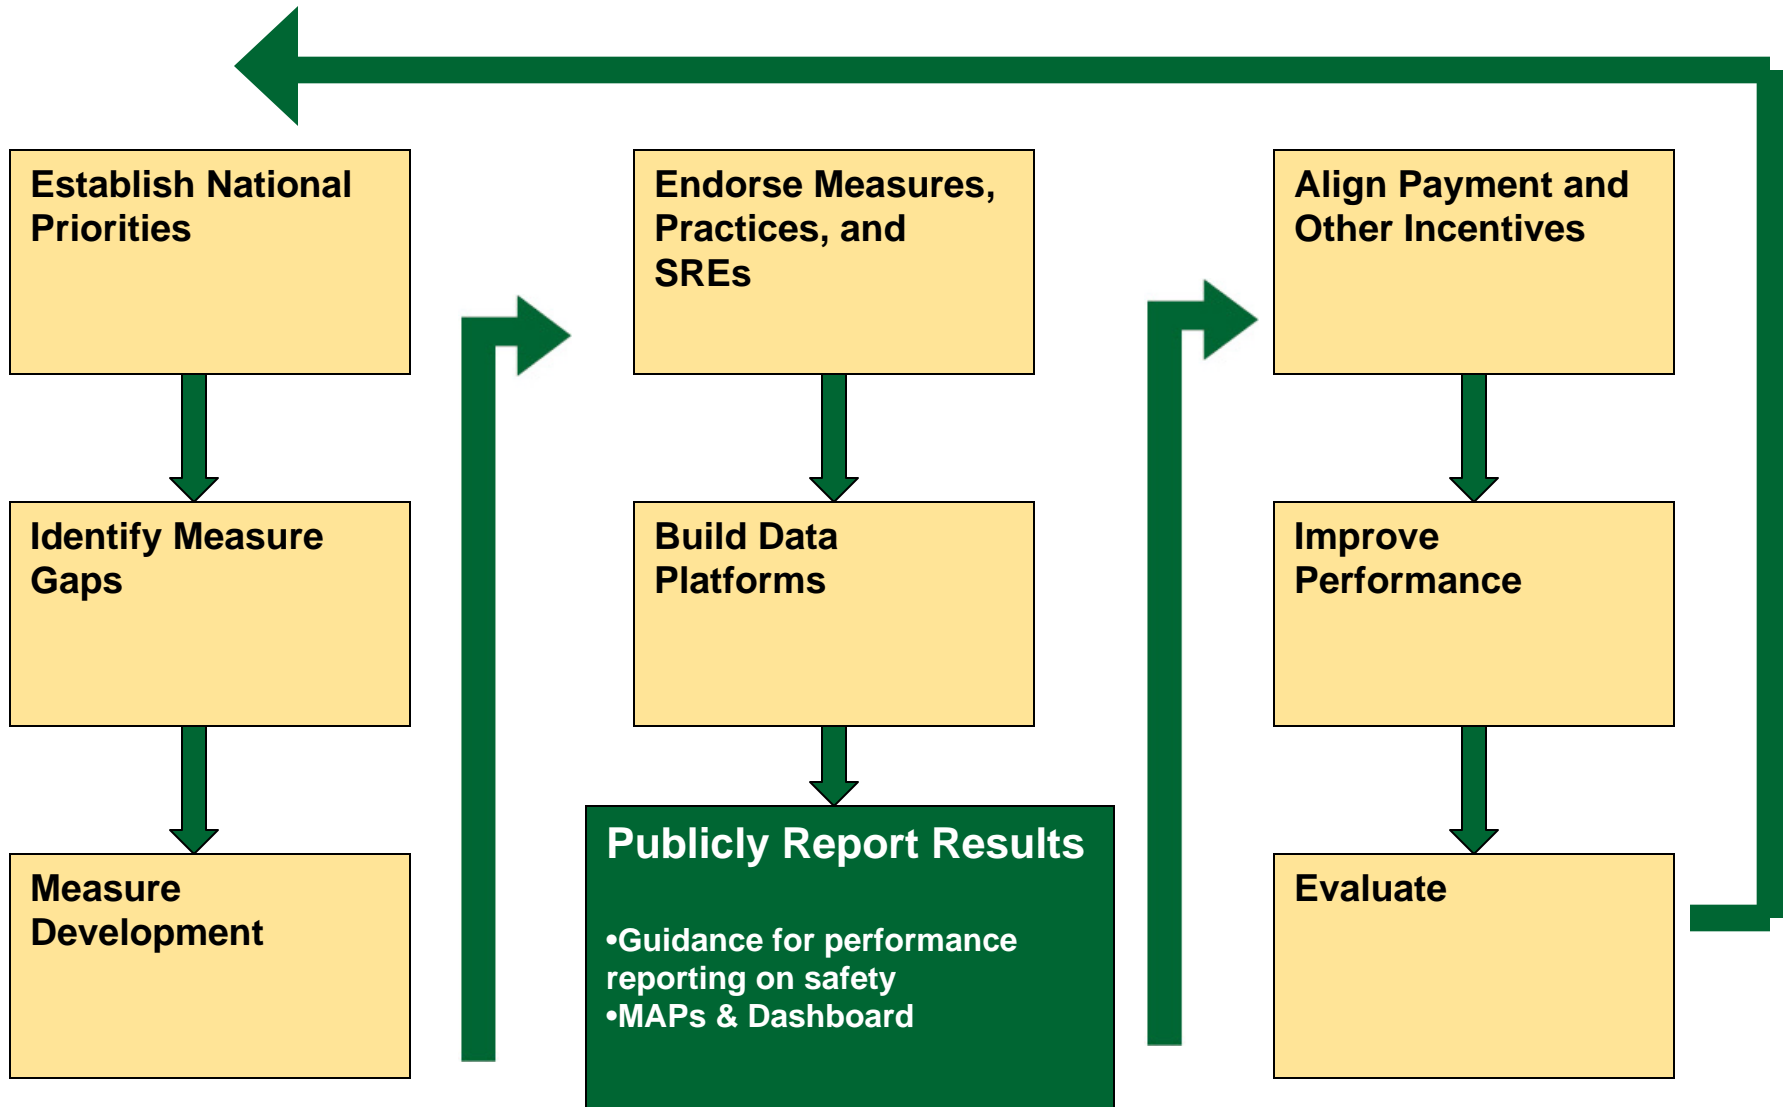 Establish National
Priorities
Identify Measure
Gaps
Measure
Development
Endorse Measures,
Practices, and
SREs
Build Data
Platforms
Publicly Report Results
•Guidance for performance
reporting on safety
•MAPs & Dashboard
Align Payment and
Other Incentives
Improve
Performance
Evaluate